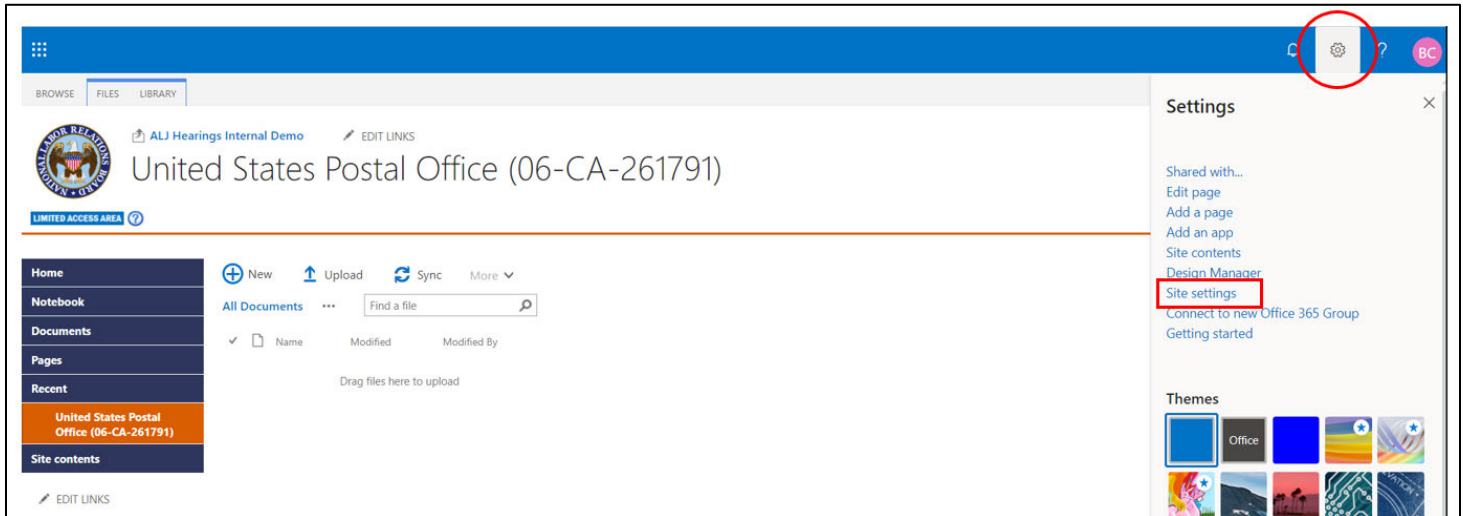 ?
BC
BROWSE FILES LIBRARY
ALJ Hearings Internal Demo EDIT LINKS
United States Postal Office (06-CA-261791)
NATIONAL LABOR RELATIONS BOARD
LIMITED ACCESS AREA ?
Home
Notebook
Documents
Pages
Recent
United States Postal
Office (06-CA-261791)
Site contents
EDIT LINKS
New Upload Sync More
All Documents ••• Find a file
Name Modified Modified By
Drag files here to upload
Settings
Shared with...
Edit page
Add a page
Add an app
Site contents
Design Manager
Site settings
Connect to new Office 365 Group
Getting started
Themes
Office